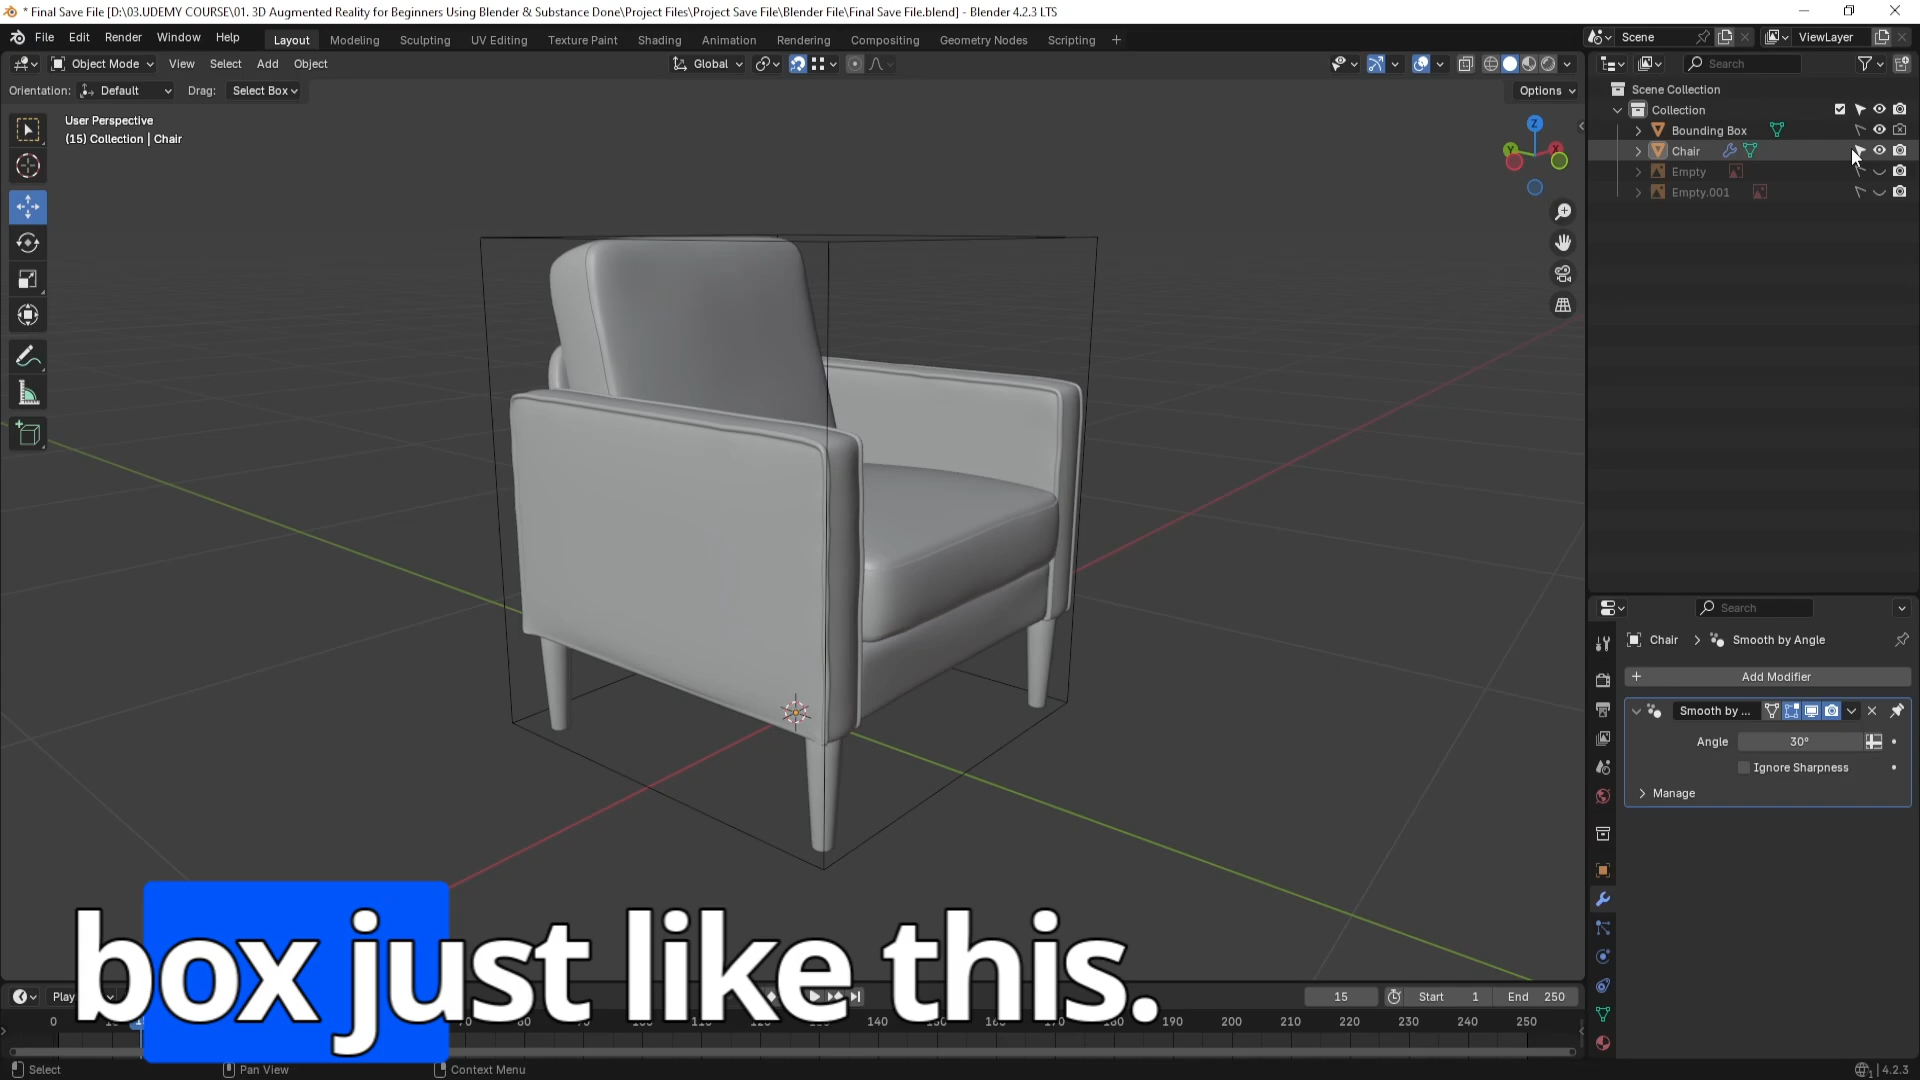 * Final Save File [D:\03.UDEMY COURSE\01. 3D Augmented Reality for Beginners Using Blender & Substance Done\Project Files\Project Save File\Blender File\Final Save File.blend] - Blender 4.2.3 LTS
File Edit Render Window Help Layout Modeling Sculpting UV Editing Texture Paint Shading Animation Rendering Compositing Geometry Nodes Scripting + Scene ViewLayer
Object Mode View Select Add Object Global Search
Orientation: Default Drag: Select Box Options
User Perspective
(15) Collection | Chair
Z
Y
X
Scene Collection
Collection
Bounding Box
Chair
Empty
Empty.001
Search
Chair > Smooth by Angle
+ Add Modifier
Smooth by ...
Angle 30°
Ignore Sharpness
Manage
box just like this.
Play 15 Start 1 End 250
0 140 190 200 210 220 230 240 250
Select Pan View Context Menu 4.2.3